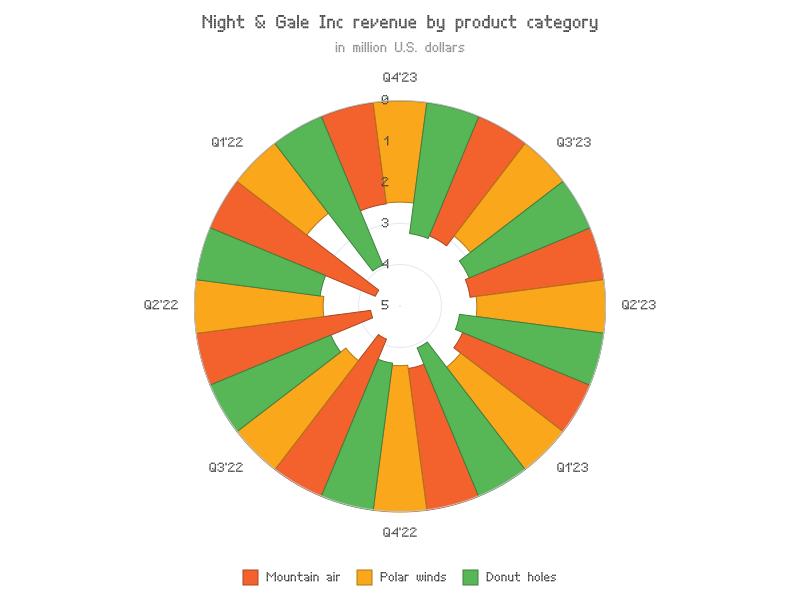 Night & Gale Inc revenue by product category
in million U.S. dollars
Q4'23
0
Q1'22
1
Q3'23
2
3
4
Q2'22
5
Q2'23
Q3'22
Q1'23
Q4'22
Mountain air
Polar winds
Donut holes